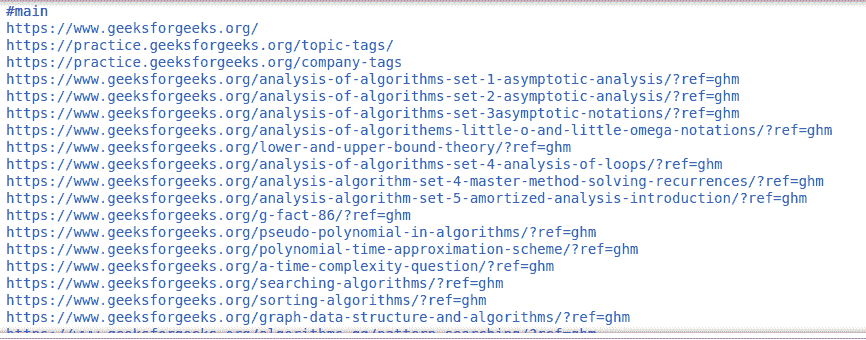 #main
https://www.geeksforgeeks.org/
https://practice.geeksforgeeks.org/topic-tags/
https://practice.geeksforgeeks.org/company-tags
https://www.geeksforgeeks.org/analysis-of-algorithms-set-1-asymptotic-analysis/?ref=ghm
https://www.geeksforgeeks.org/analysis-of-algorithms-set-2-asymptotic-analysis/?ref=ghm
https://www.geeksforgeeks.org/analysis-of-algorithms-set-3asymptotic-notations/?ref=ghm
https://www.geeksforgeeks.org/analysis-of-algorithems-little-o-and-little-omega-notations/?ref=ghm
https://www.geeksforgeeks.org/lower-and-upper-bound-theory/?ref=ghm
https://www.geeksforgeeks.org/analysis-of-algorithms-set-4-analysis-of-loops/?ref=ghm
https://www.geeksforgeeks.org/analysis-algorithm-set-4-master-method-solving-recurrences/?ref=ghm
https://www.geeksforgeeks.org/analysis-algorithm-set-5-amortized-analysis-introduction/?ref=ghm
https://www.geeksforgeeks.org/g-fact-86/?ref=ghm
https://www.geeksforgeeks.org/pseudo-polynomial-in-algorithms/?ref=ghm
https://www.geeksforgeeks.org/polynomial-time-approximation-scheme/?ref=ghm
https://www.geeksforgeeks.org/a-time-complexity-question/?ref=ghm
https://www.geeksforgeeks.org/searching-algorithms/?ref=ghm
https://www.geeksforgeeks.org/sorting-algorithms/?ref=ghm
https://www.geeksforgeeks.org/graph-data-structure-and-algorithms/?ref=ghm